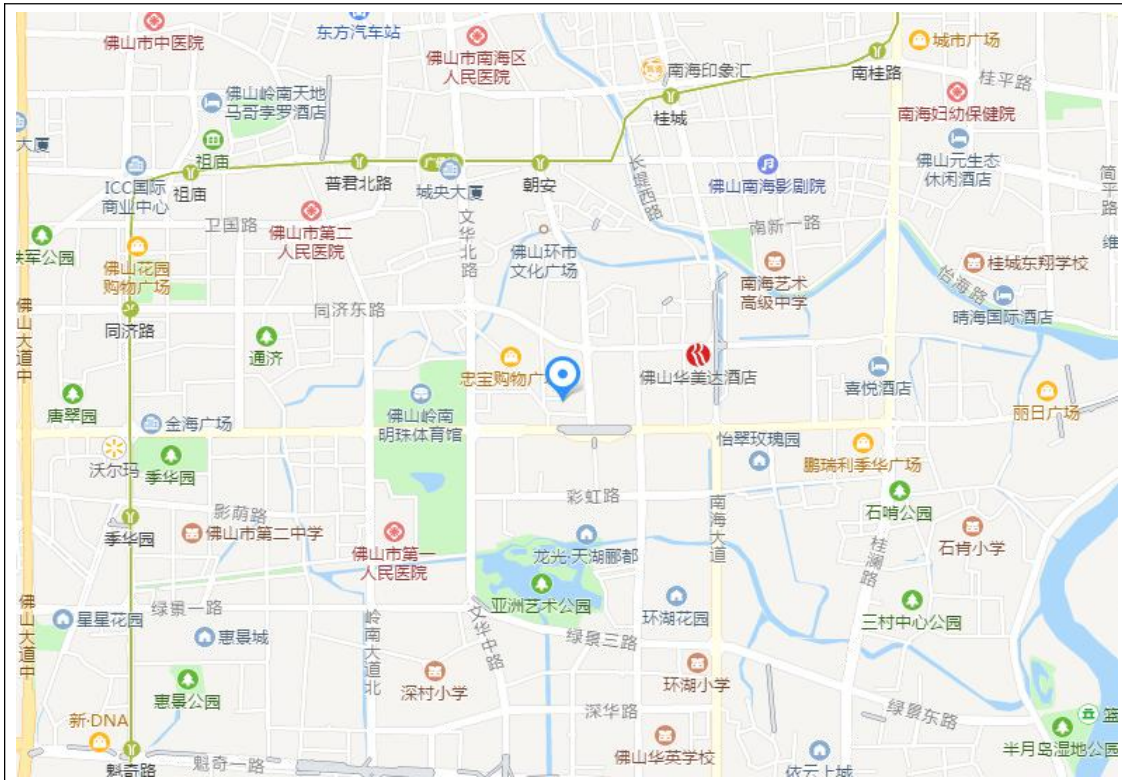 佛山市中医院
东方汽车站
佛山市南海区
人民医院
城市广场
南桂路
桂平路
南海印象汇
桂城
南海妇幼保健院
佛山岭南天地
马哥孛罗酒店
大厦
祖庙
祖庙
ICC国际
商业中心
普君北路
城央大厦
朝安
长堤西路
佛山南海影剧院
佛山元生态
休闲酒店
简平路
维
卫国路
佛山市第二
人民医院
文华北路
佛山环市
文化广场
南新一路
铁军公园
佛山花园
购物广场
南海艺术
高级中学
桂城东翔学校
怡海路
晴海国际酒店
佛山大道中
同济东路
同济路
通济
忠宝购物广
佛山华美达酒店
喜悦酒店
丽日广场
唐翠园
金海广场
佛山岭南
明珠体育馆
怡翠玫瑰园
鹏瑞利季华广场
沃尔玛
季华园
彩虹路
南海大道
石肯公园
影荫路
季华园
佛山市第二中学
佛山市第一
人民医院
龙光·天湖郦都
桂澜路
石肯小学
亚洲艺术公园
佛山大道中
绿景一路
星星花园
惠景城
岭南大道北
文华中路
环湖花园
绿景三路
三村中心公园
深村小学
环湖小学
惠景公园
深华路
绿景东路
新·DNA
佛山华英学校
篮
半月岛湿地公园
魁奇路
魁奇一路
依云上城